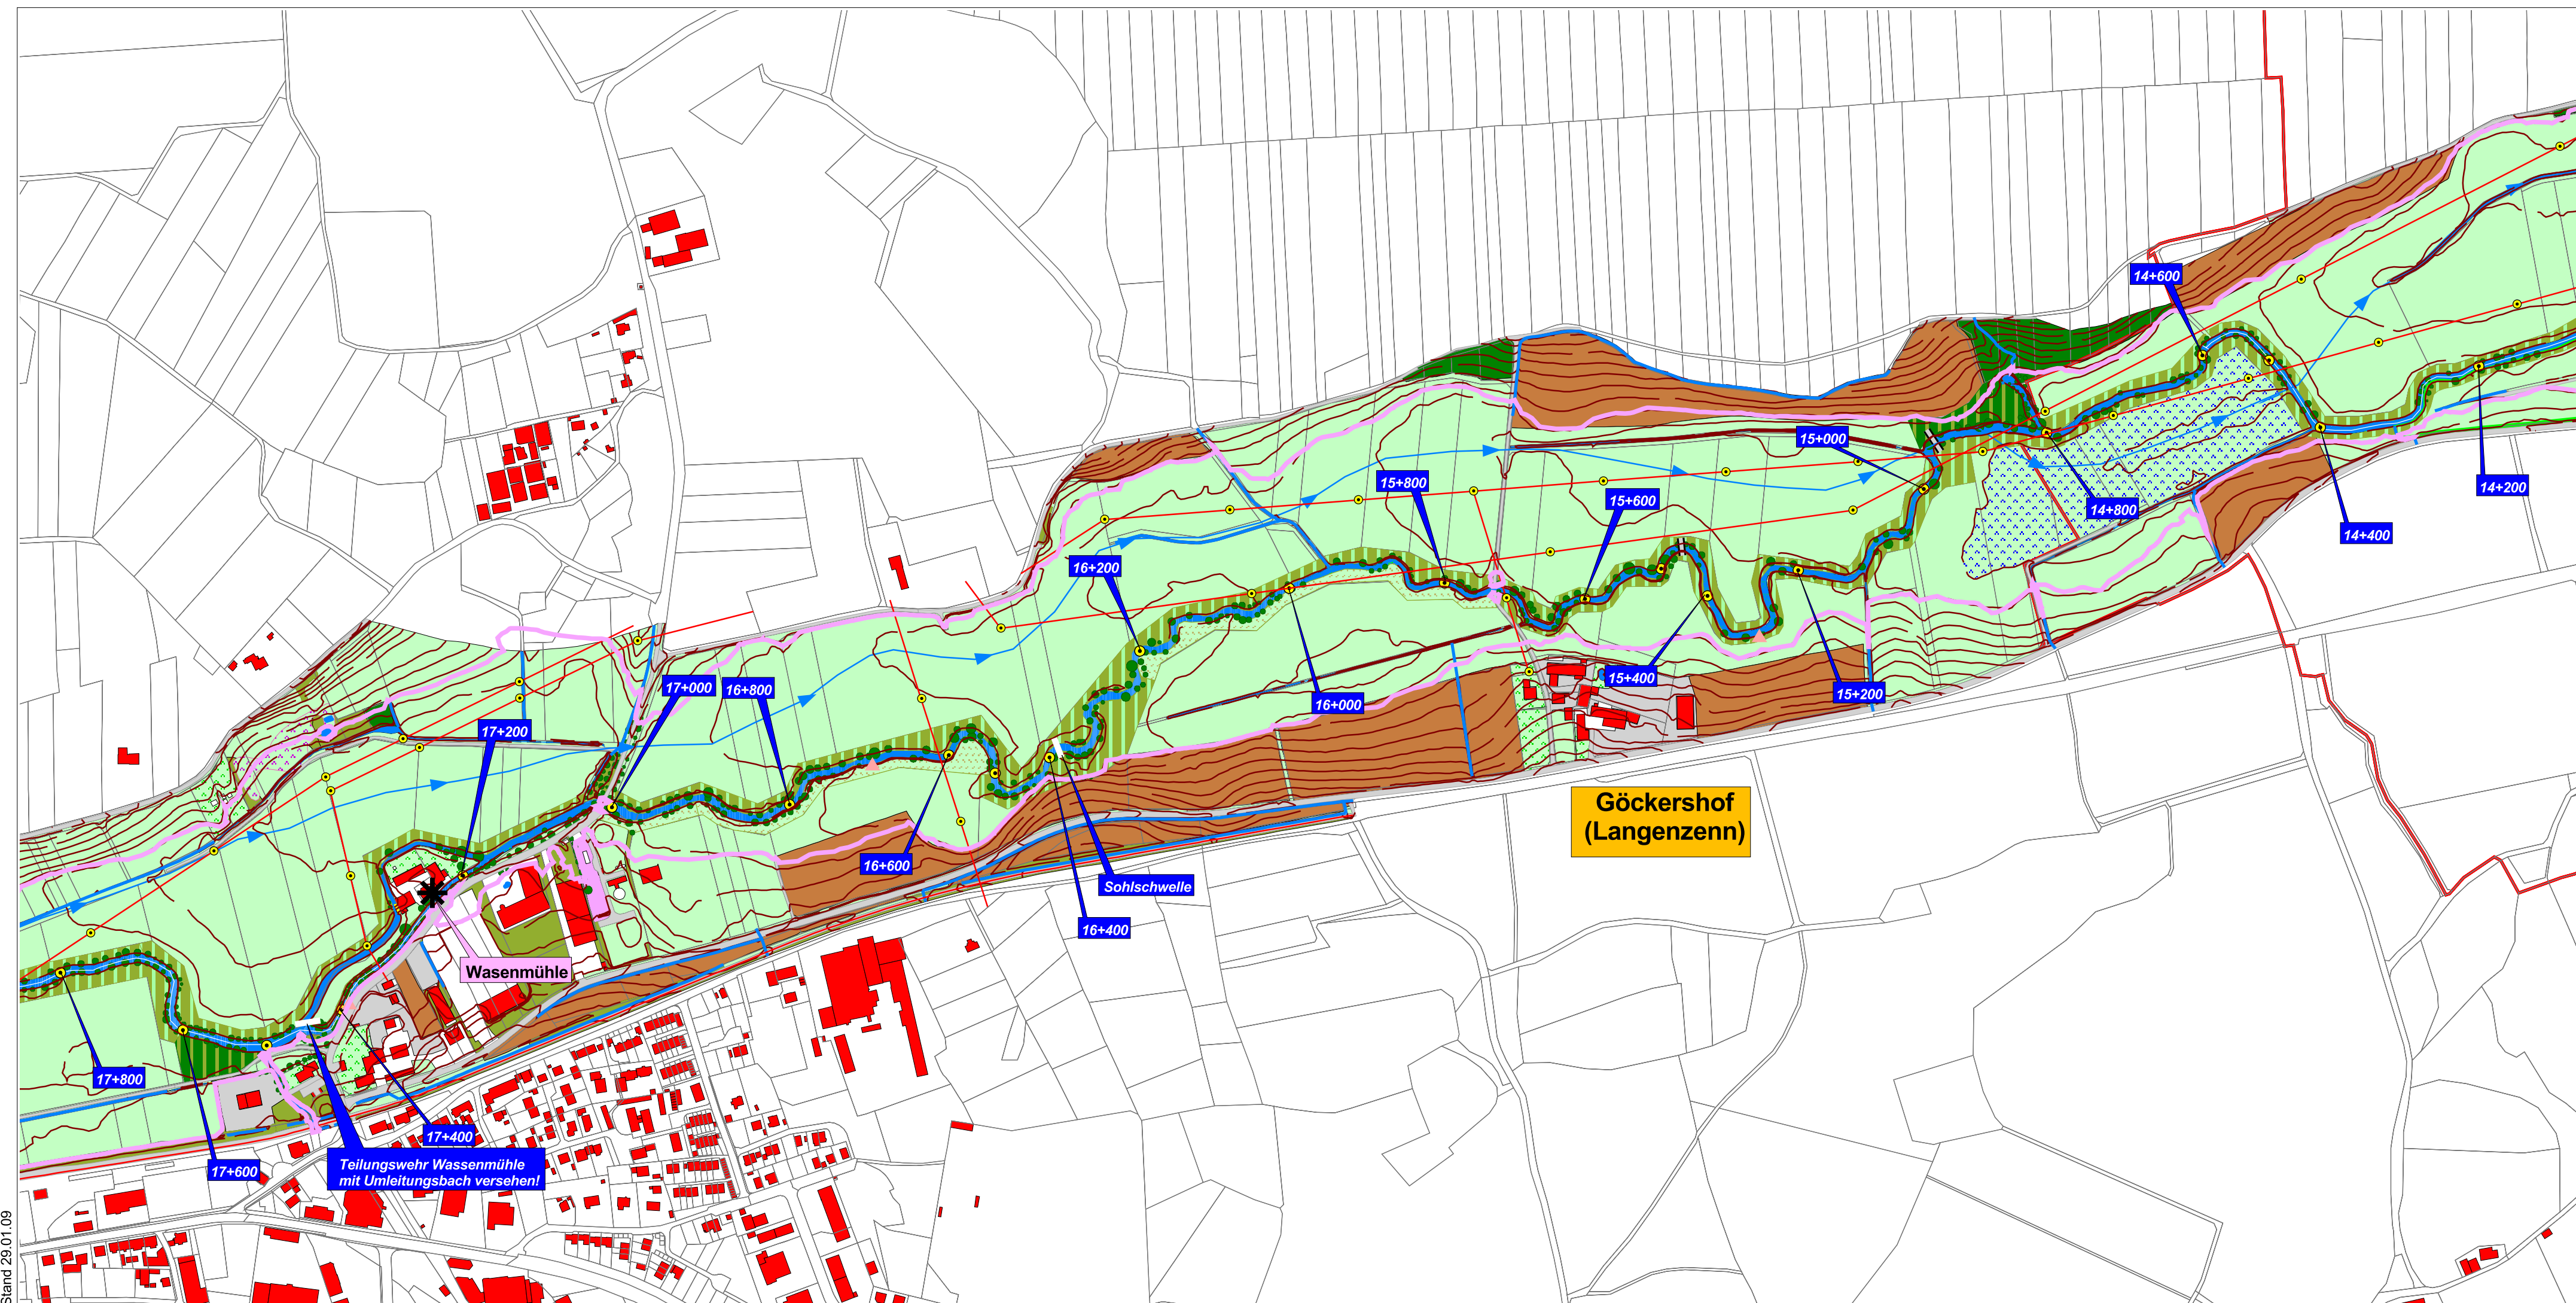 14+600
15+000
15+800
15+600
14+200
14+800
14+400
16+200
15+400
17+000
16+800
15+200
16+000
17+200
Göckershof
(Langenzenn)
16+600
Sohlschwelle
16+400
Wasenmühle
17+800
17+400
Teilungswehr Wassenmühle
mit Umleitungsbach versehen!
17+600
Stand 29.01.09